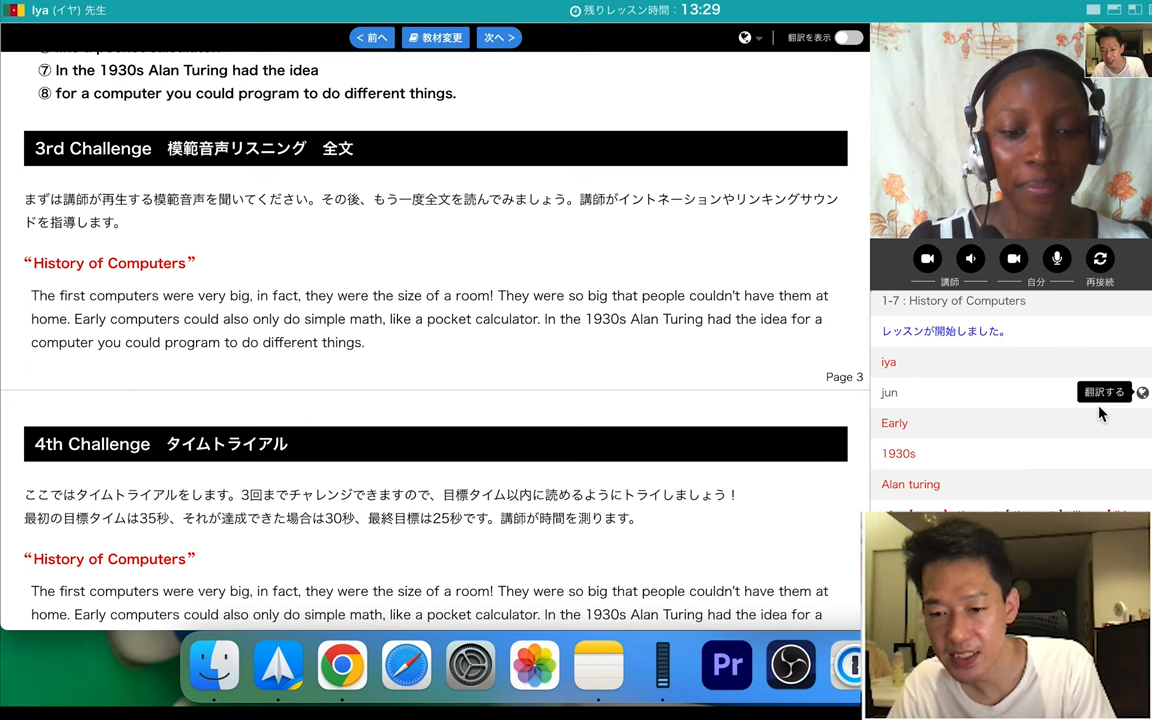 Iya (イヤ) 先生
残りレッスン時間：13:29
< 前へ
教材変更
次へ >
翻訳を表示
⑦ In the 1930s Alan Turing had the idea
⑧ for a computer you could program to do different things.
3rd Challenge 模範音声リスニング 全文
まずは講師が再生する模範音声を聞いてください。その後、もう一度全文を読んでみましょう。講師がイントネーションやリンキングサウン
ドを指導します。
“History of Computers”
The first computers were very big, in fact, they were the size of a room! They were so big that people couldn't have them at
home. Early computers could also only do simple math, like a pocket calculator. In the 1930s Alan Turing had the idea for a
computer you could program to do different things.
Page 3
4th Challenge タイムトライアル
ここではタイムトライアルをします。3回までチャレンジできますので、目標タイム以内に読めるようにトライしましょう！
最初の目標タイムは35秒、それが達成できた場合は30秒、最終目標は25秒です。講師が時間を測ります。
“History of Computers”
The first computers were very big, in fact, they were the size of a room! They were so big that people couldn't have them at
home. Early computers could also only do simple math, like a pocket calculator. In the 1930s Alan Turing had the idea for a
講師
自分
再接続
1-7 : History of Computers
レッスンが開始しました。
iya
jun
翻訳する
Early
1930s
Alan turing
Pr